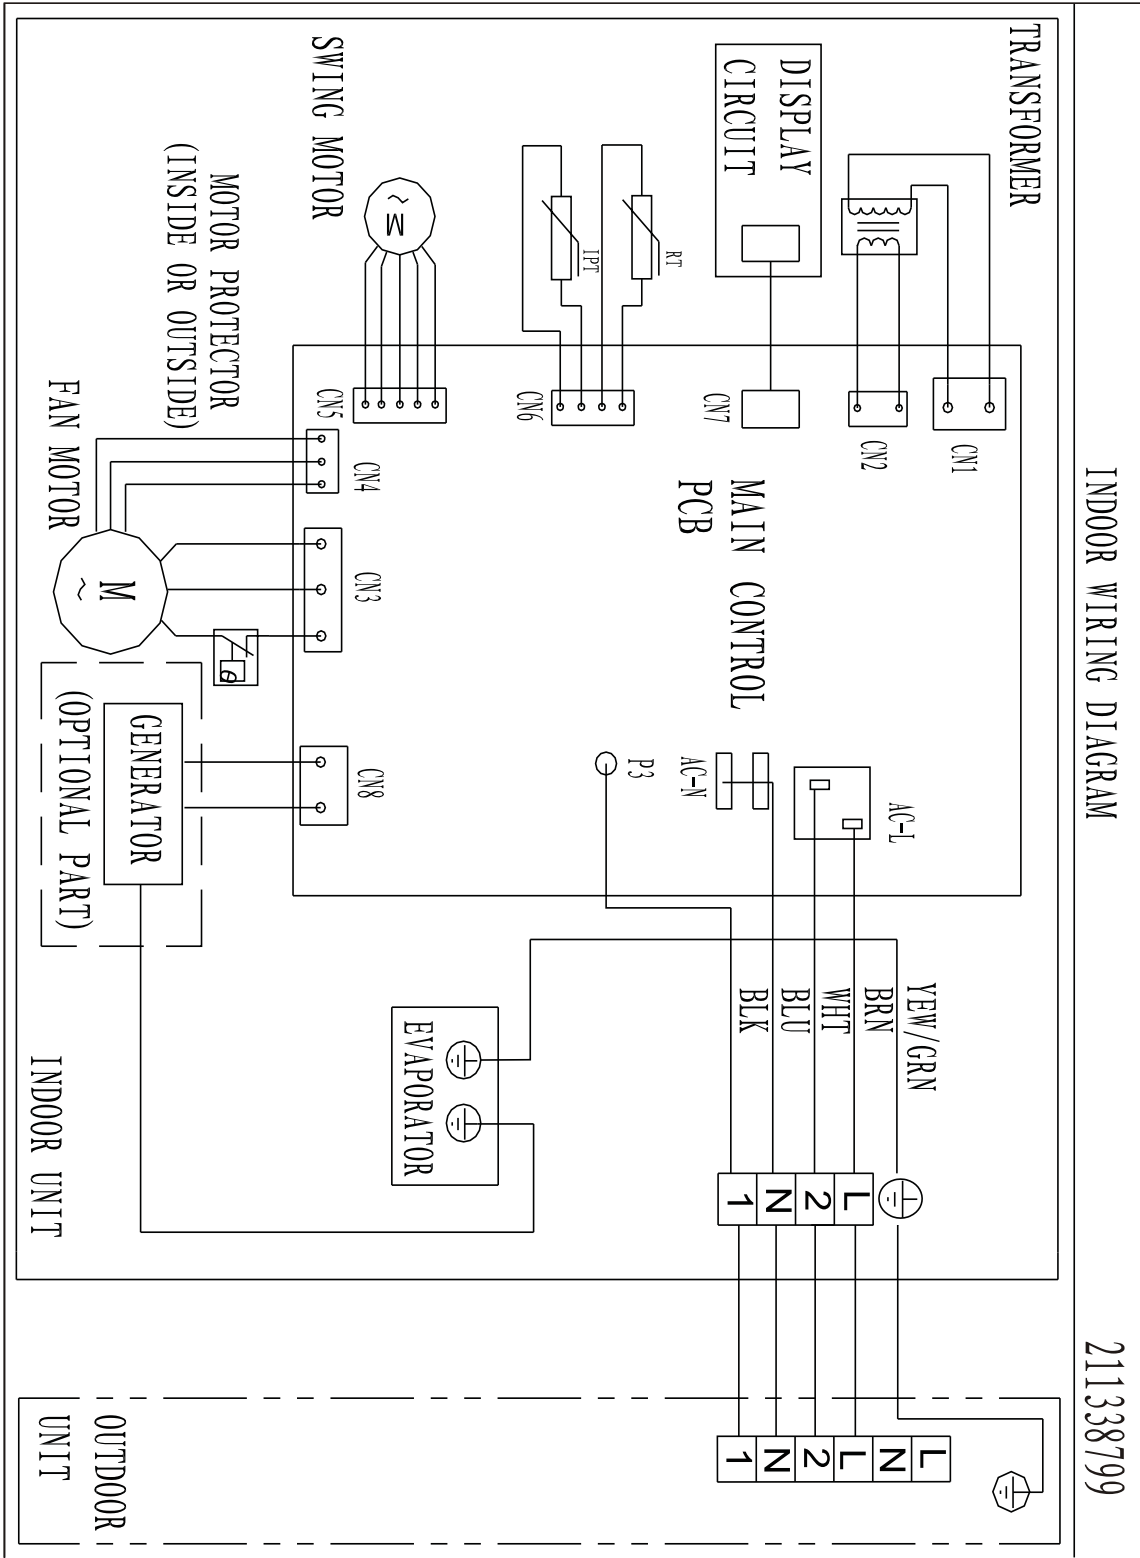 INDOOR WIRING DIAGRAM
211338799
TRANSFORMER
DISPLAY
CIRCUIT
RT
IPT
SWING MOTOR
M
~
MOTOR PROTECTOR
(INSIDE OR OUTSIDE)
FAN MOTOR
M
~
θ
CN1
CN2
CN7
CN6
CN5
CN4
CN3
CN8
MAIN CONTROL
PCB
AC-L
AC-N
P3
GENERATOR
(OPTIONAL PART)
YEW/GRN
BRN
WHT
BLU
BLK
EVAPORATOR
L
2
N
1
INDOOR UNIT
L
N
L
2
N
1
OUTDOOR
UNIT